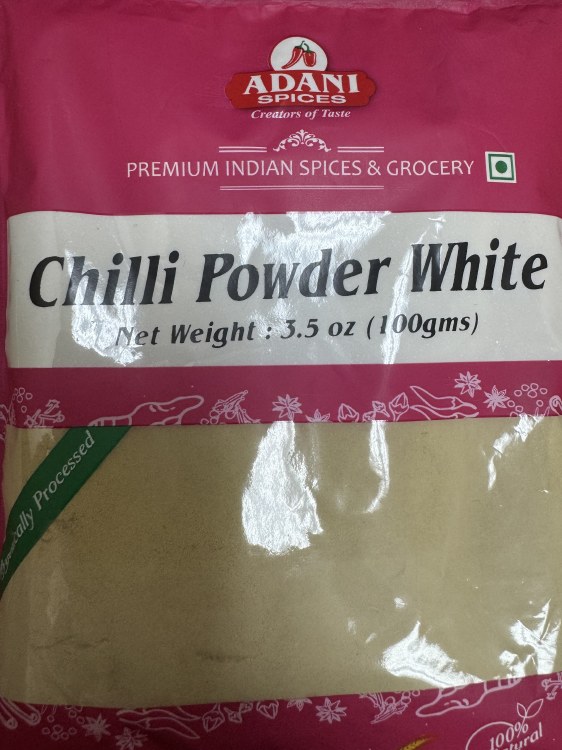 ADANI
SPICES
Creators of Taste
PREMIUM INDIAN SPICES & GROCERY
Chilli Powder White
Net Weight : 3.5 oz (100gms)
Processed
100%